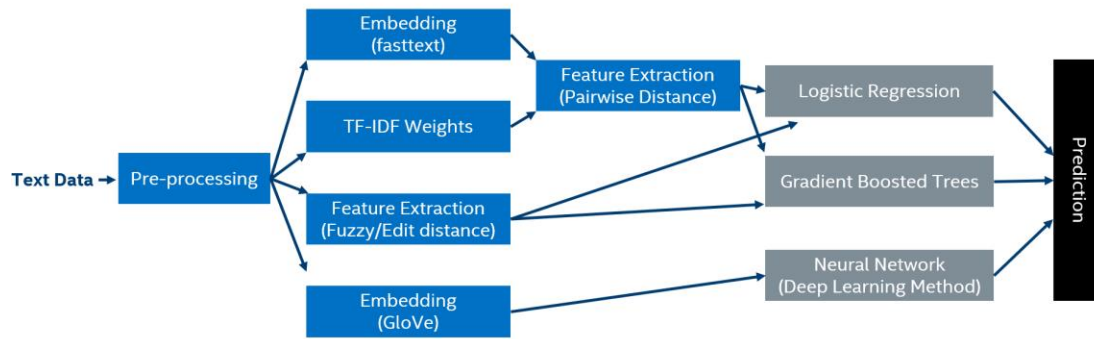 Text Data
Pre-processing
Embedding
(fasttext)
TF-IDF Weights
Feature Extraction
(Fuzzy/Edit distance)
Embedding
(GloVe)
Feature Extraction
(Pairwise Distance)
Logistic Regression
Gradient Boosted Trees
Neural Network
(Deep Learning Method)
Prediction